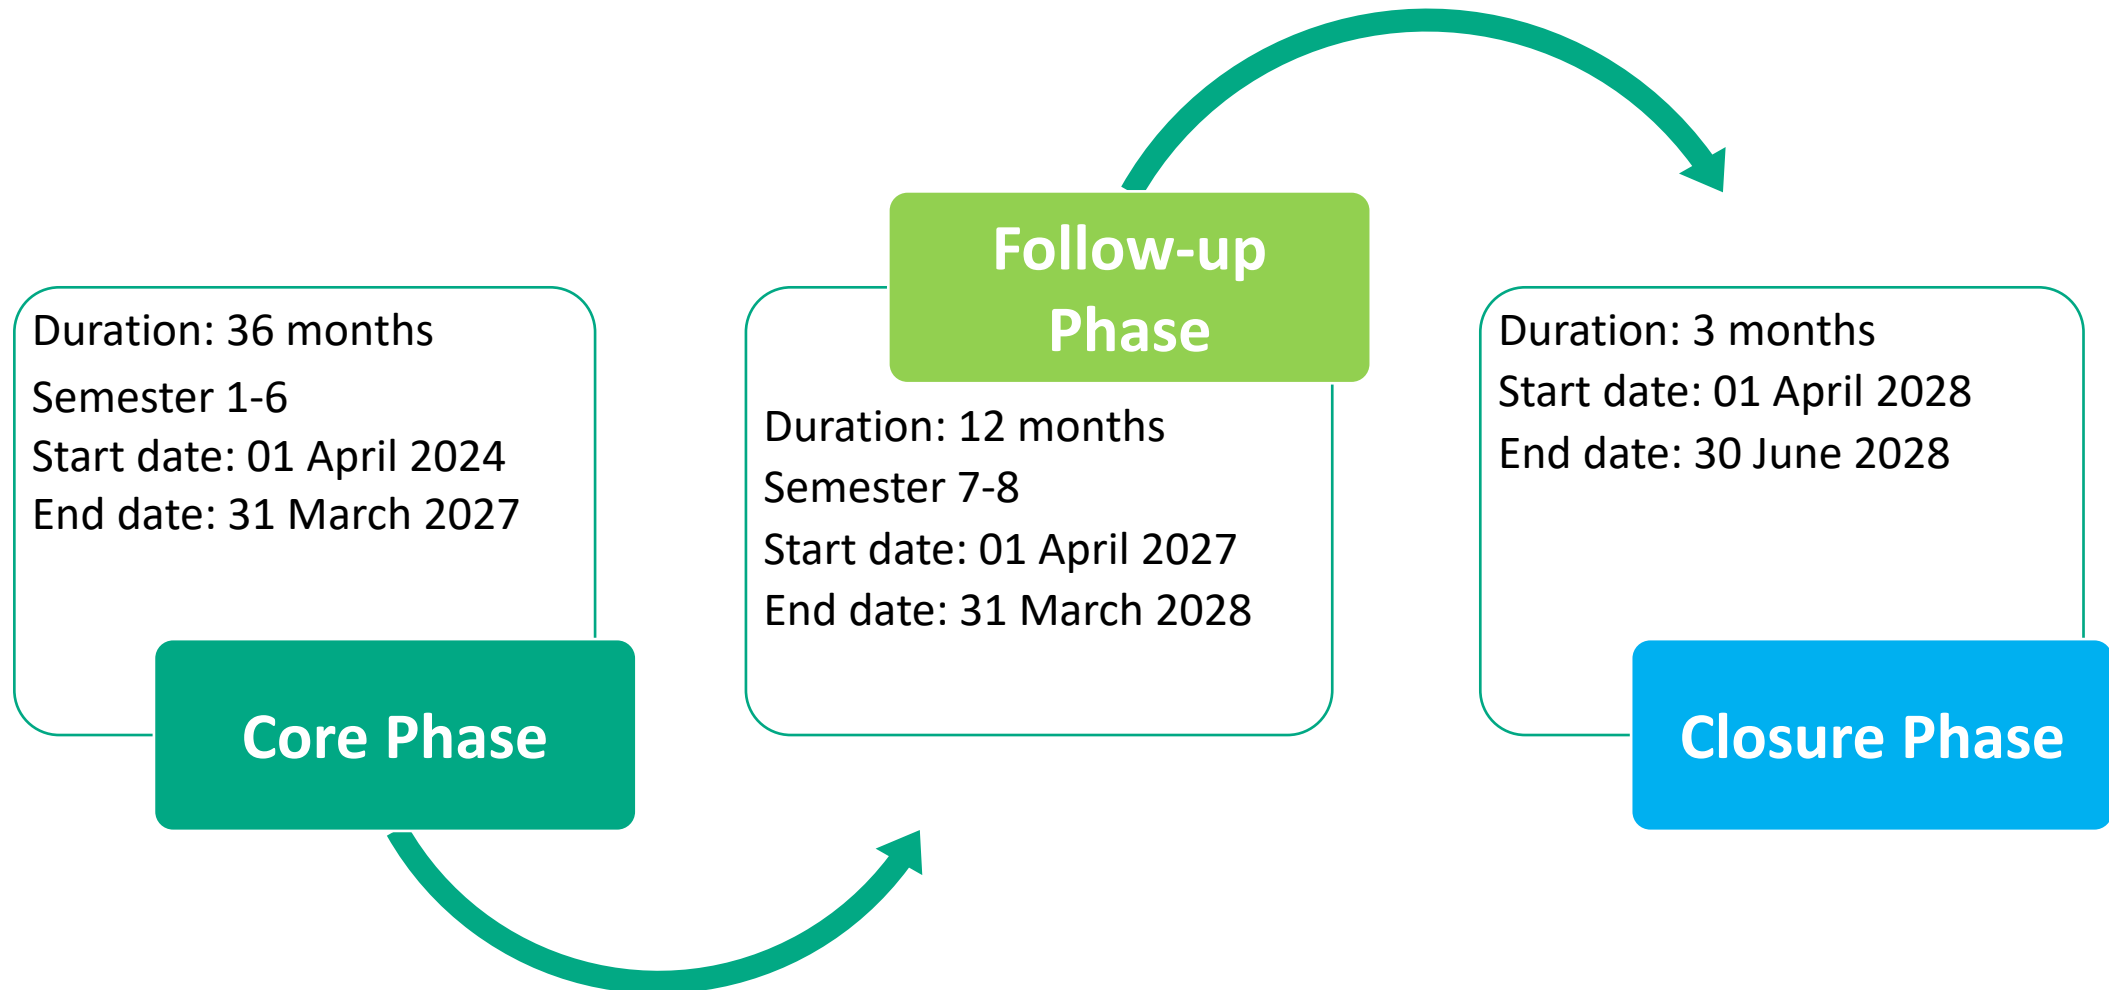 Duration: 36 months
Semester 1-6
Start date: 01 April 2024
End date: 31 March 2027
Core Phase
Follow-up
Phase
Duration: 12 months
Semester 7-8
Start date: 01 April 2027
End date: 31 March 2028
Duration: 3 months
Start date: 01 April 2028
End date: 30 June 2028
Closure Phase